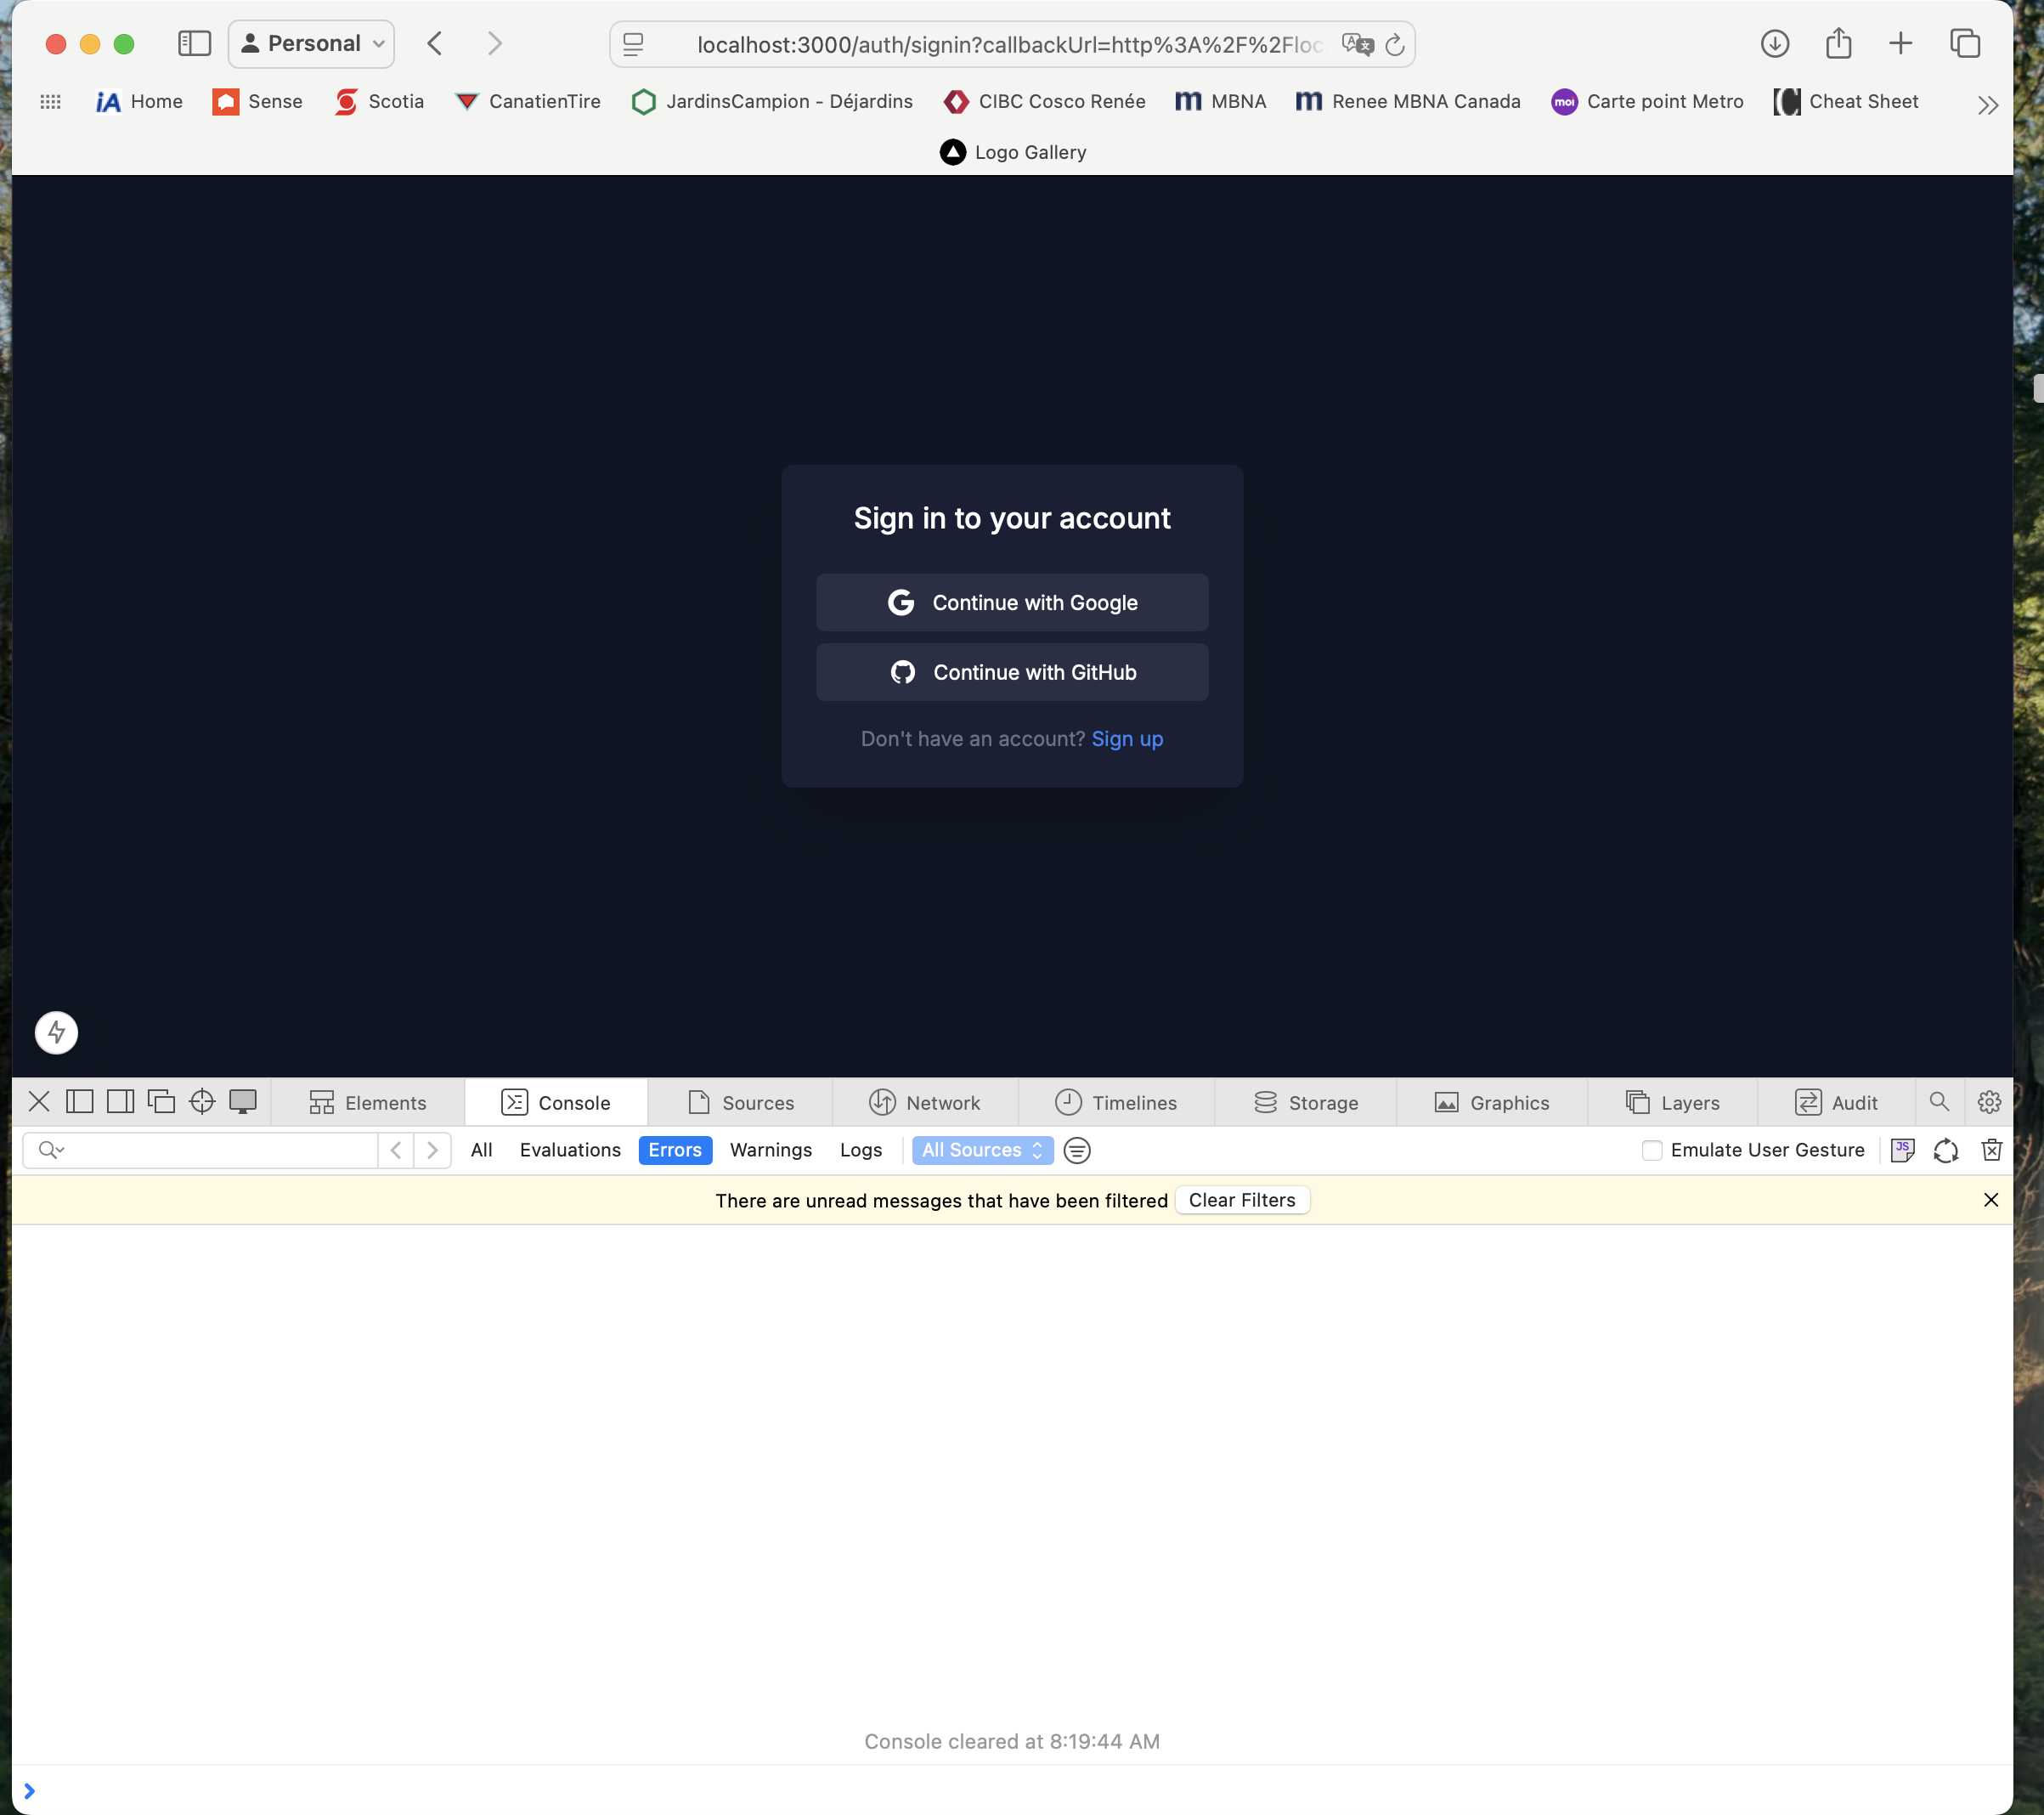 Personal
localhost:3000/auth/signin?callbackUrl=http%3A%2F%2Floc
iA Home Sense Scotia CanatienTire JardinsCampion - Déjardins CIBC Cosco Renée m MBNA m Renee MBNA Canada moi Carte point Metro Cheat Sheet
Logo Gallery
Sign in to your account
Continue with Google
Continue with GitHub
Don't have an account? Sign up
Elements Console Sources Network Timelines Storage Graphics Layers Audit
All Evaluations Errors Warnings Logs All Sources Emulate User Gesture JS
There are unread messages that have been filtered Clear Filters
Console cleared at 8:19:44 AM